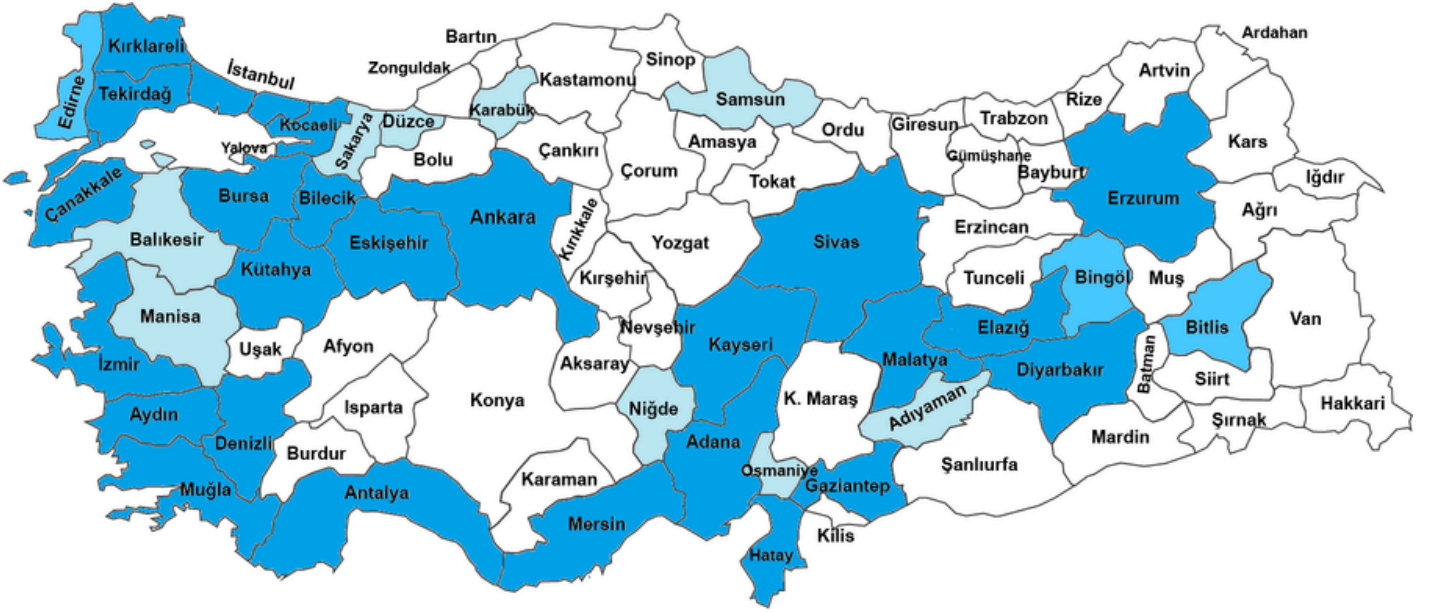 Ardahan
Bartın
Kırklareli
Sinop
Zonguldak
Artvin
İstanbul
Kastamonu
Tekirdağ
Edirne
Rize
Samsun
Karabük
Trabzon
Düzce
Kocaeli
Giresun
Ordu
Sakarya
Kars
Amasya
Yalova
Çankırı
Bolu
Gümüşhane
Çorum
Bayburt
Tokat
Iğdır
Çanakkale
Bursa
Bilecik
Erzurum
Ağrı
Ankara
Kırıkkale
Erzincan
Balıkesir
Eskişehir
Yozgat
Sivas
Kütahya
Kırşehir
Tunceli
Bingöl
Muş
Manisa
Van
Nevşehir
Elazığ
Bitlis
Uşak
Afyon
Kayseri
Malatya
İzmir
Aksaray
Diyarbakır
Batman
Siirt
Konya
K. Maraş
Isparta
Niğde
Adıyaman
Hakkari
Aydın
Şırnak
Denizli
Adana
Mardin
Burdur
Şanlıurfa
Osmaniye
Karaman
Gaziantep
Muğla
Antalya
Mersin
Kilis
Hatay